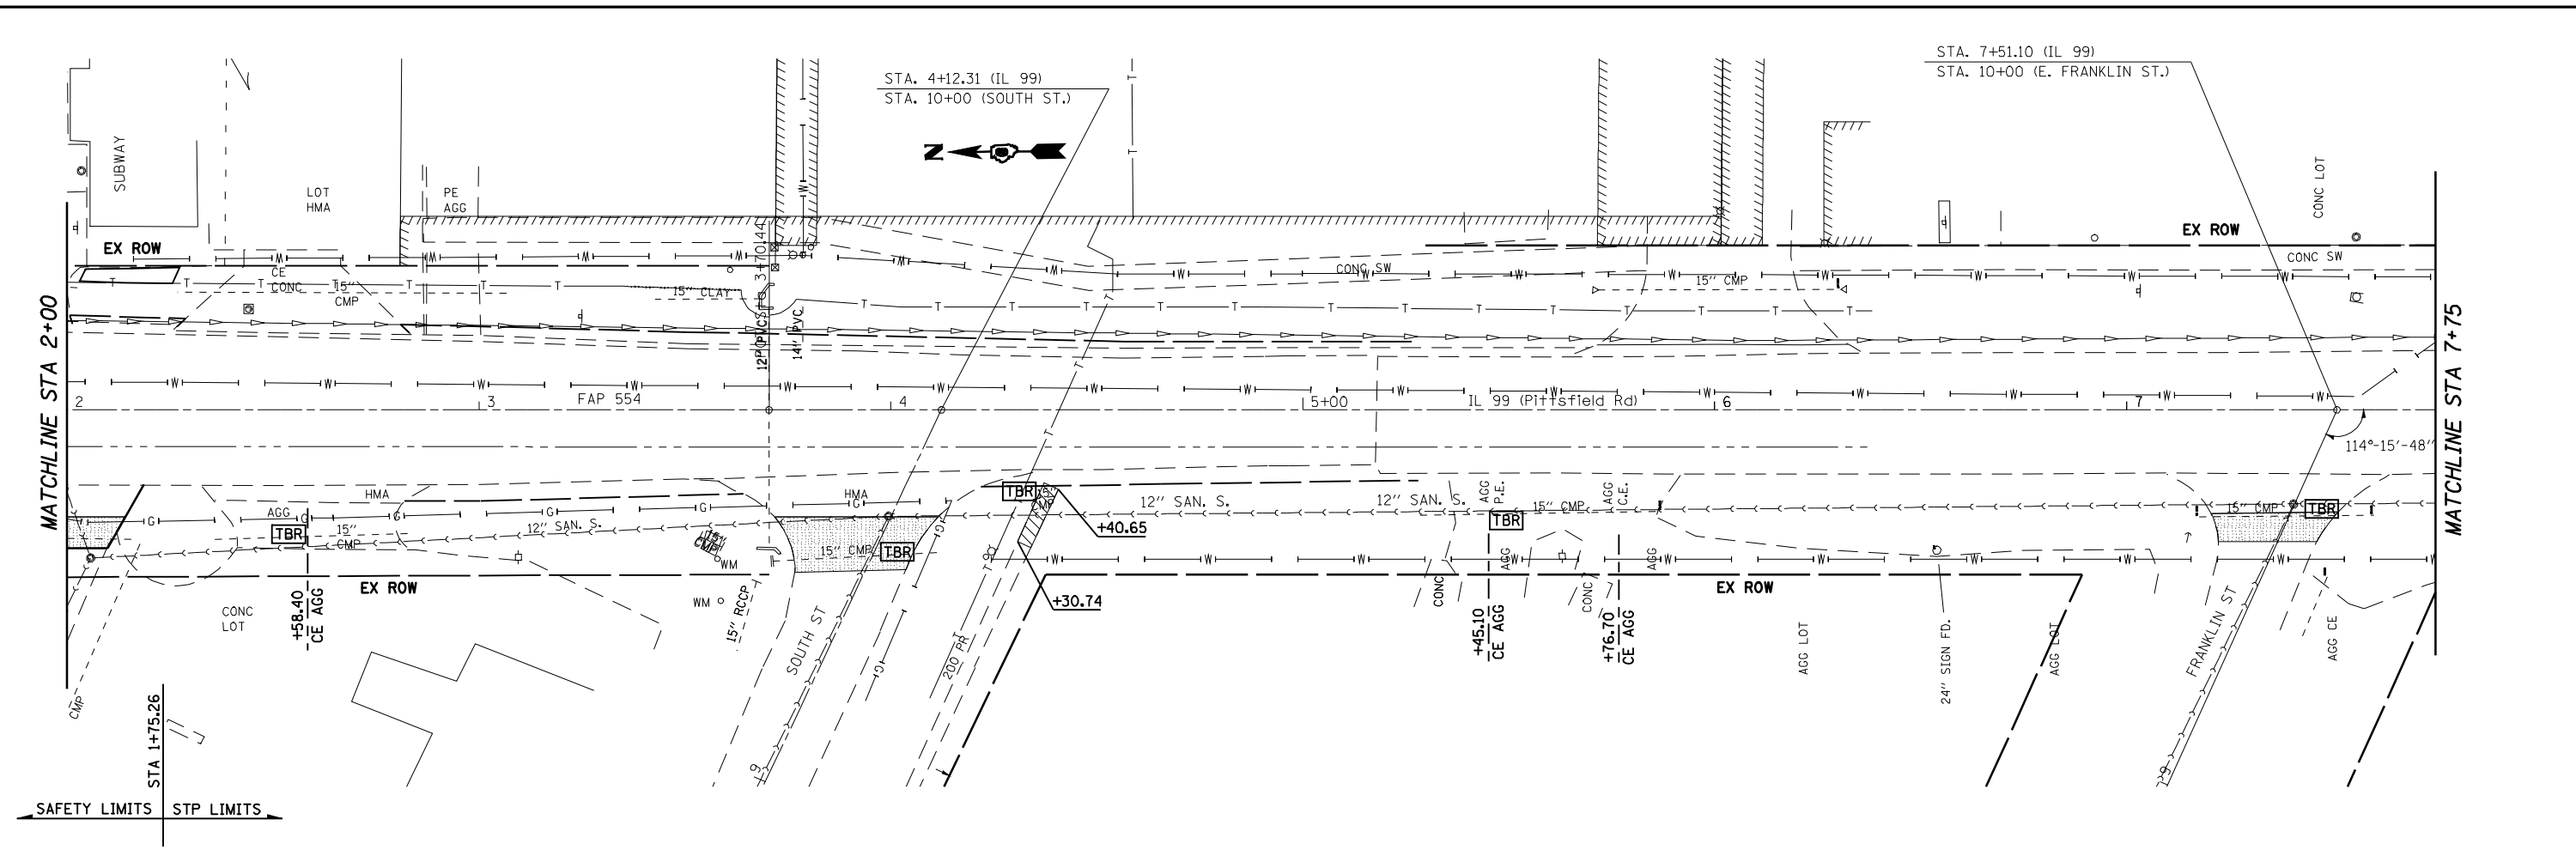 STA. 7+51.10 (IL 99)
STA. 10+00 (E. FRANKLIN ST.)
STA. 4+12.31 (IL 99)
STA. 10+00 (SOUTH ST.)
N
SUBWAY
LOT
HMA
PE
AGG
CONC LOT
EX ROW
EX ROW
CE
CONC
15" CMP
15" CLAY
3+70.44
14" PVC
CONC SW
15" CMP
CONC SW
MATCHLINE STA 2+00
MATCHLINE STA 7+75
2
3
FAP 554
4
5+00
IL 99 (Pittsfield Rd)
6
7
114°-15'-48"
HMA
AGG
TBR
15"
CMP
12" SAN. S.
HMA
15"
CMP
WM
WM
15" RCCP
15" CMP
TBR
TBR
+40.65
+30.74
12" SAN. S.
12" SAN. S.
AGG
P.E.
TBR
15" CMP
AGG
C.E.
15" CMP
TBR
EX ROW
EX ROW
CONC
LOT
+58.40
CE AGG
SOUTH ST
200 PR
CONC
AGG
CONC
AGG
+45.10
CE AGG
+76.70
CE AGG
AGG LOT
24" SIGN FD.
AGG LOT
FRANKLIN ST
AGG CE
CMP
STA 1+75.26
SAFETY LIMITS
STP LIMITS